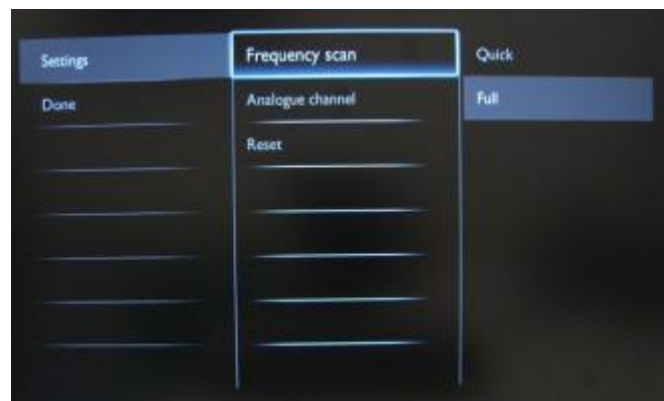 Settings
Done
Frequency scan
Analogue channel
Reset
Quick
Full